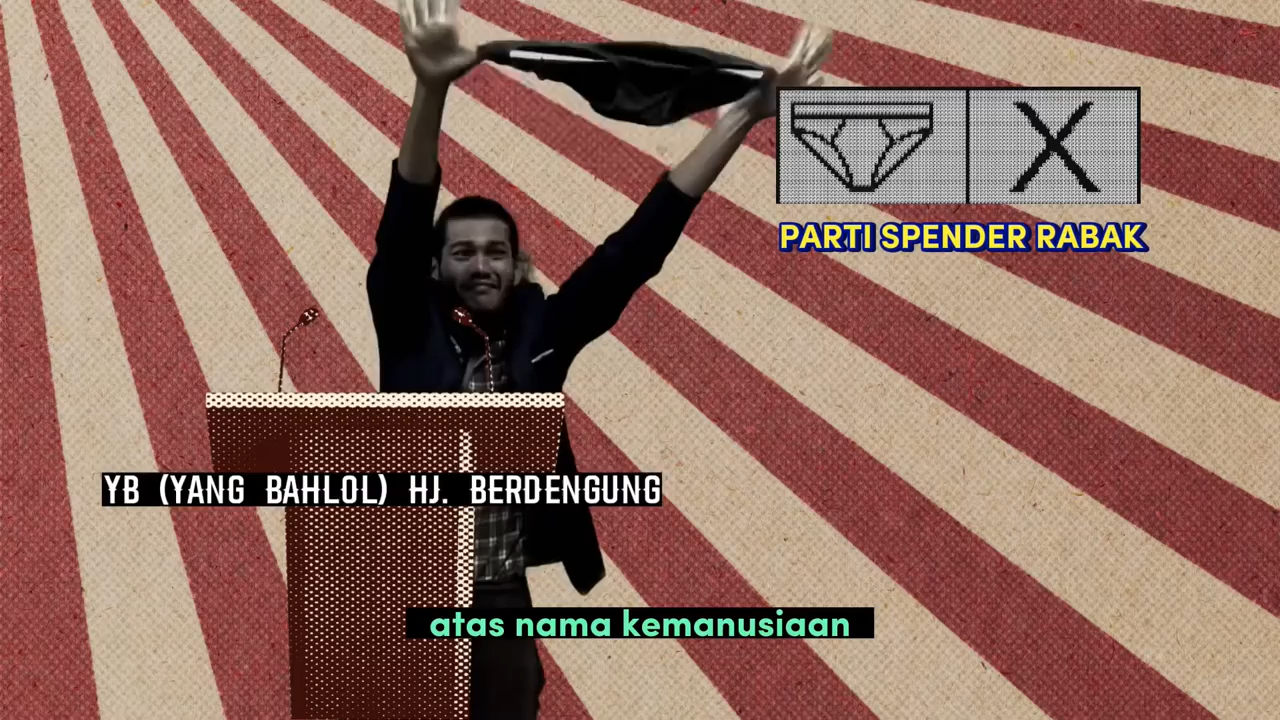 PARTI SPENDER RABAK
YB (YANG BAHLOL) HJ. BERDENGUNG
atas nama kemanusiaan